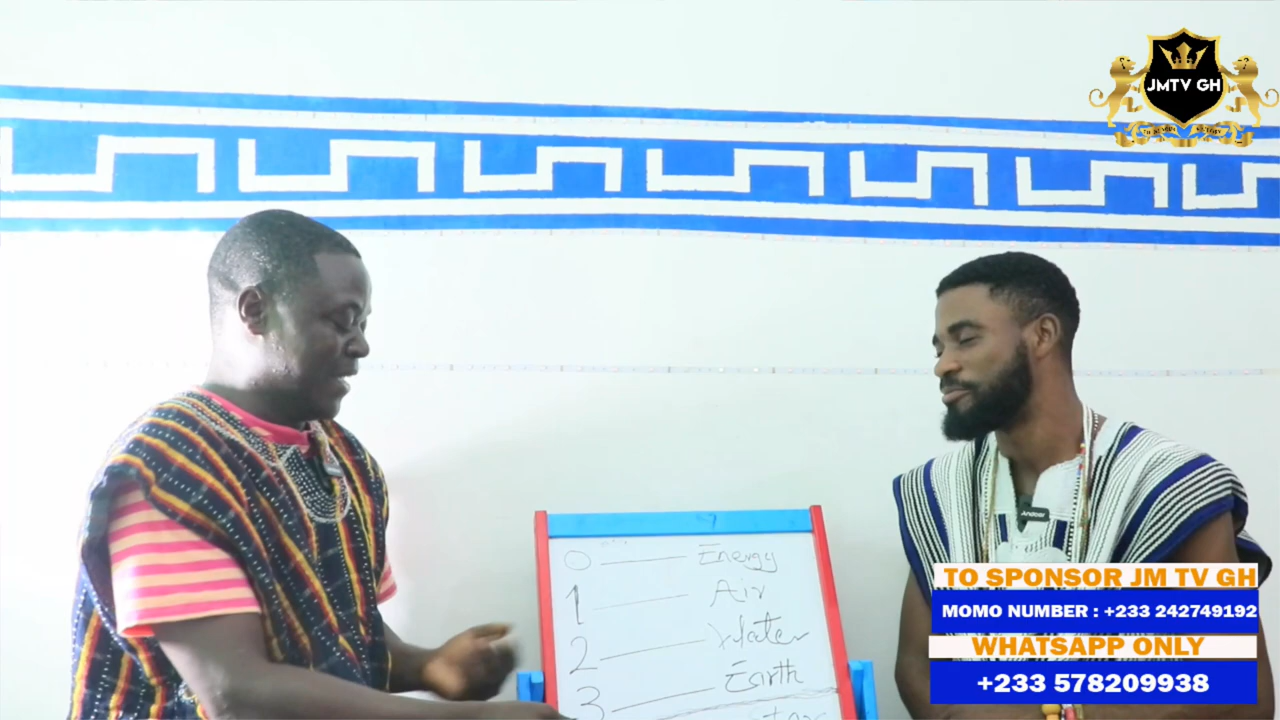 JMTV GH
0 — Energy
1 — Air
2 — Water
3 — Earth
Andoer
TO SPONSOR JM TV GH
MOMO NUMBER : +233 242749192
WHATSAPP ONLY
+233 578209938